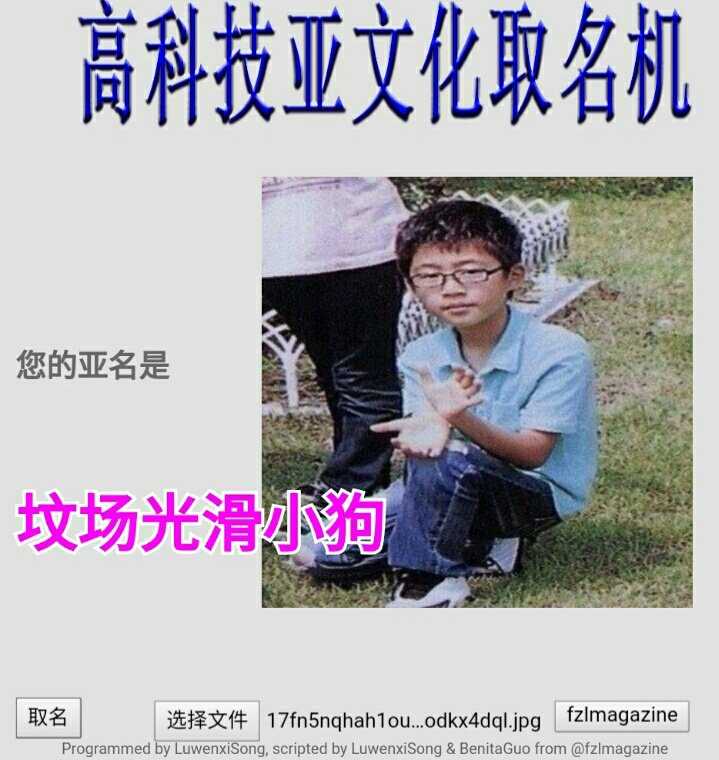 高科技亚文化取名机
您的亚名是
坟场光滑小狗
取名
选择文件 17fn5nqhah1ou...odkx4dql.jpg fzlmagazine
Programmed by LuwenxiSong, scripted by LuwenxiSong & BenitaGuo from @fzlmagazine